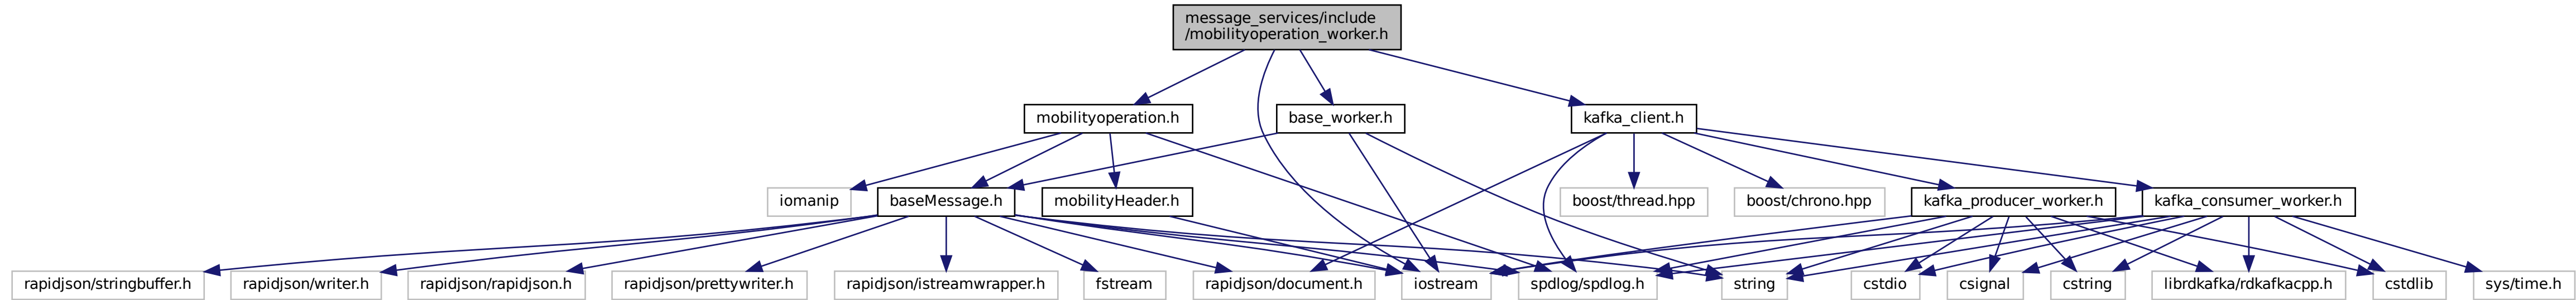 message_services/include
/mobilityoperation_worker.h
mobilityoperation.h
base_worker.h
kafka_client.h
iomanip
baseMessage.h
mobilityHeader.h
boost/thread.hpp
boost/chrono.hpp
kafka_producer_worker.h
kafka_consumer_worker.h
rapidjson/stringbuffer.h
rapidjson/writer.h
rapidjson/rapidjson.h
rapidjson/prettywriter.h
rapidjson/istreamwrapper.h
fstream
rapidjson/document.h
iostream
spdlog/spdlog.h
string
cstdio
csignal
cstring
librdkafka/rdkafkacpp.h
cstdlib
sys/time.h